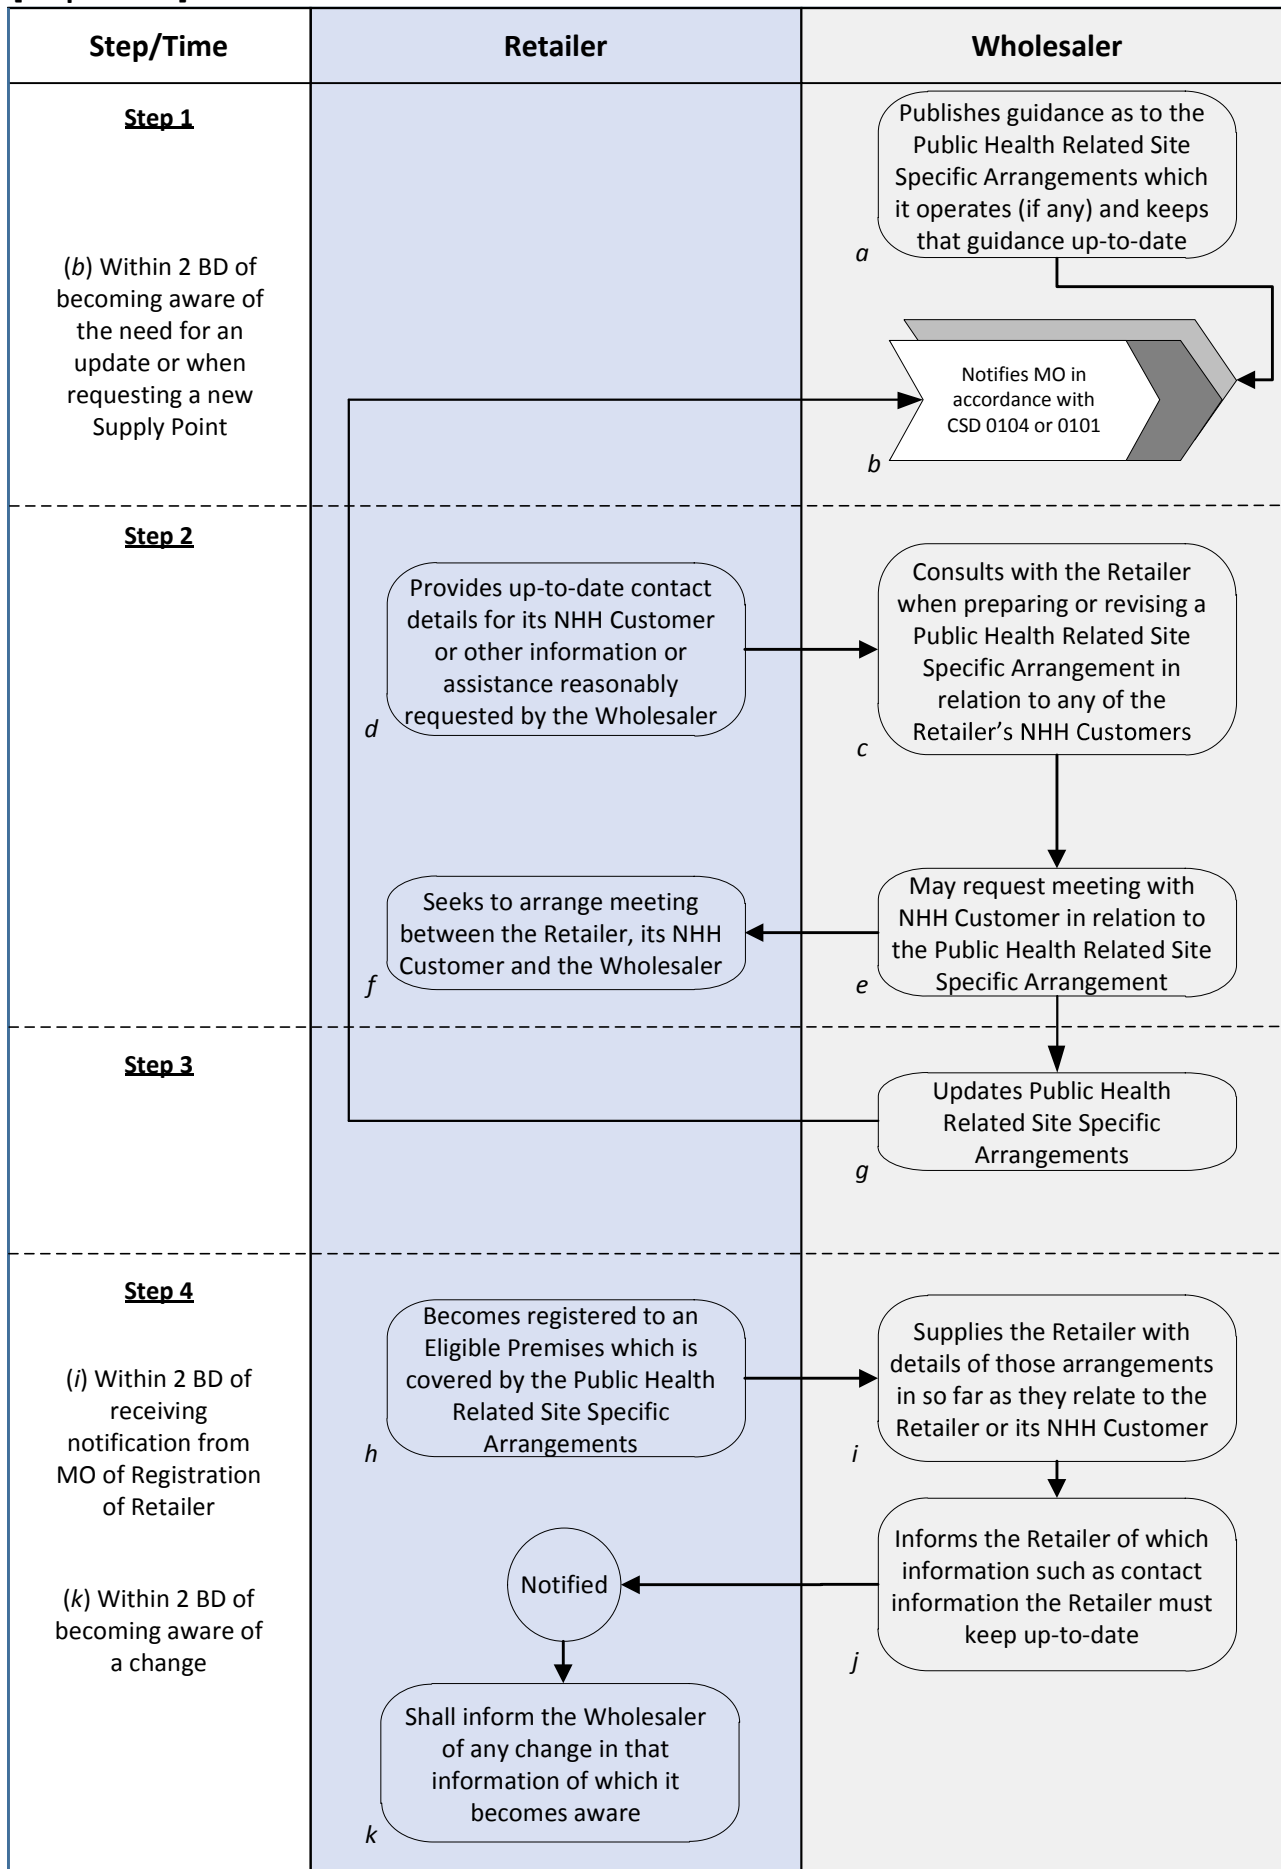 Step/Time
Retailer
Wholesaler
Step 1
Publishes guidance as to the
Public Health Related Site
Specific Arrangements which
it operates (if any) and keeps
that guidance up-to-date
a
(b) Within 2 BD of
becoming aware of
the need for an
update or when
requesting a new
Supply Point
Notifies MO in
accordance with
CSD 0104 or 0101
b
Step 2
Provides up-to-date contact
details for its NHH Customer
or other information or
assistance reasonably
requested by the Wholesaler
d
Consults with the Retailer
when preparing or revising a
Public Health Related Site
Specific Arrangement in
relation to any of the
Retailer’s NHH Customers
c
Seeks to arrange meeting
between the Retailer, its NHH
Customer and the Wholesaler
f
May request meeting with
NHH Customer in relation to
the Public Health Related Site
Specific Arrangement
e
Step 3
Updates Public Health
Related Site Specific
Arrangements
g
Step 4
Becomes registered to an
Eligible Premises which is
covered by the Public Health
Related Site Specific
Arrangements
h
Supplies the Retailer with
details of those arrangements
in so far as they relate to the
Retailer or its NHH Customer
i
(i) Within 2 BD of
receiving
notification from
MO of Registration
of Retailer
Notified
Informs the Retailer of which
information such as contact
information the Retailer must
keep up-to-date
j
(k) Within 2 BD of
becoming aware of
a change
Shall inform the Wholesaler
of any change in that
information of which it
becomes aware
k